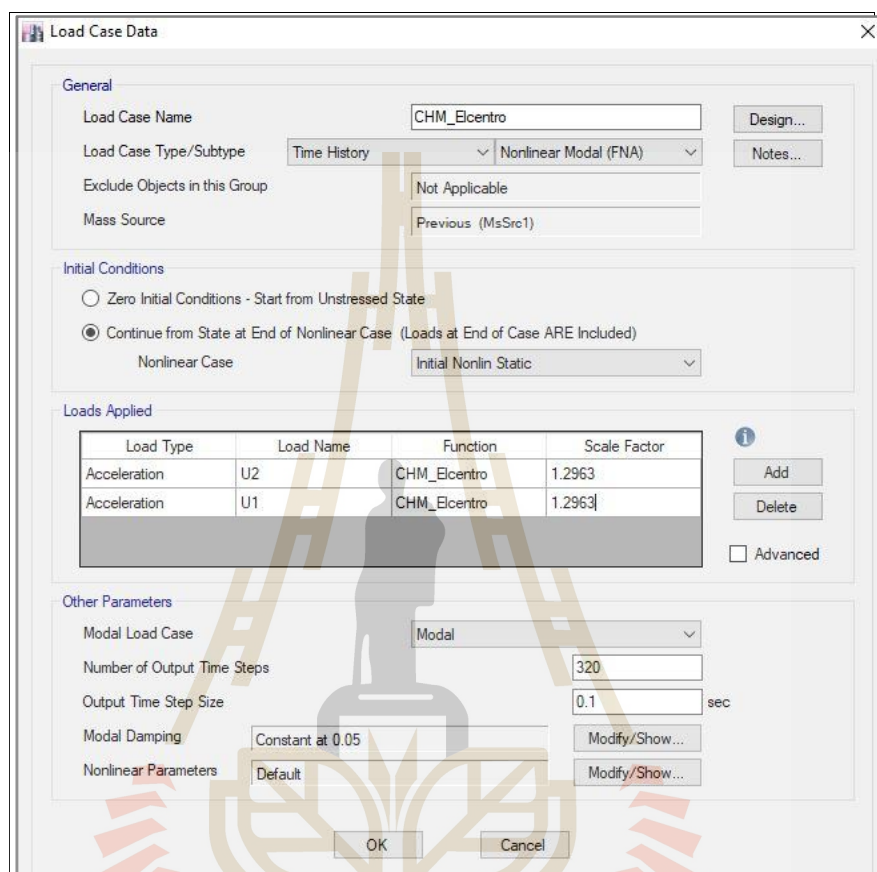 Load Case Data
General
Load Case Name CHM_Elcentro Design...
Load Case Type/Subtype Time History Nonlinear Modal (FNA) Notes...
Exclude Objects in this Group Not Applicable
Mass Source Previous (MsSrc1)
Initial Conditions
Zero Initial Conditions - Start from Unstressed State
Continue from State at End of Nonlinear Case (Loads at End of Case ARE Included)
Nonlinear Case Initial Nonlin Static
Loads Applied
Load Type Load Name Function Scale Factor
Acceleration U2 CHM_Elcentro 1.2963
Acceleration U1 CHM_Elcentro 1.2963
Add
Delete
Advanced
Other Parameters
Modal Load Case Modal
Number of Output Time Steps 320
Output Time Step Size 0.1 sec
Modal Damping Constant at 0.05 Modify/Show...
Nonlinear Parameters Default Modify/Show...
OK Cancel